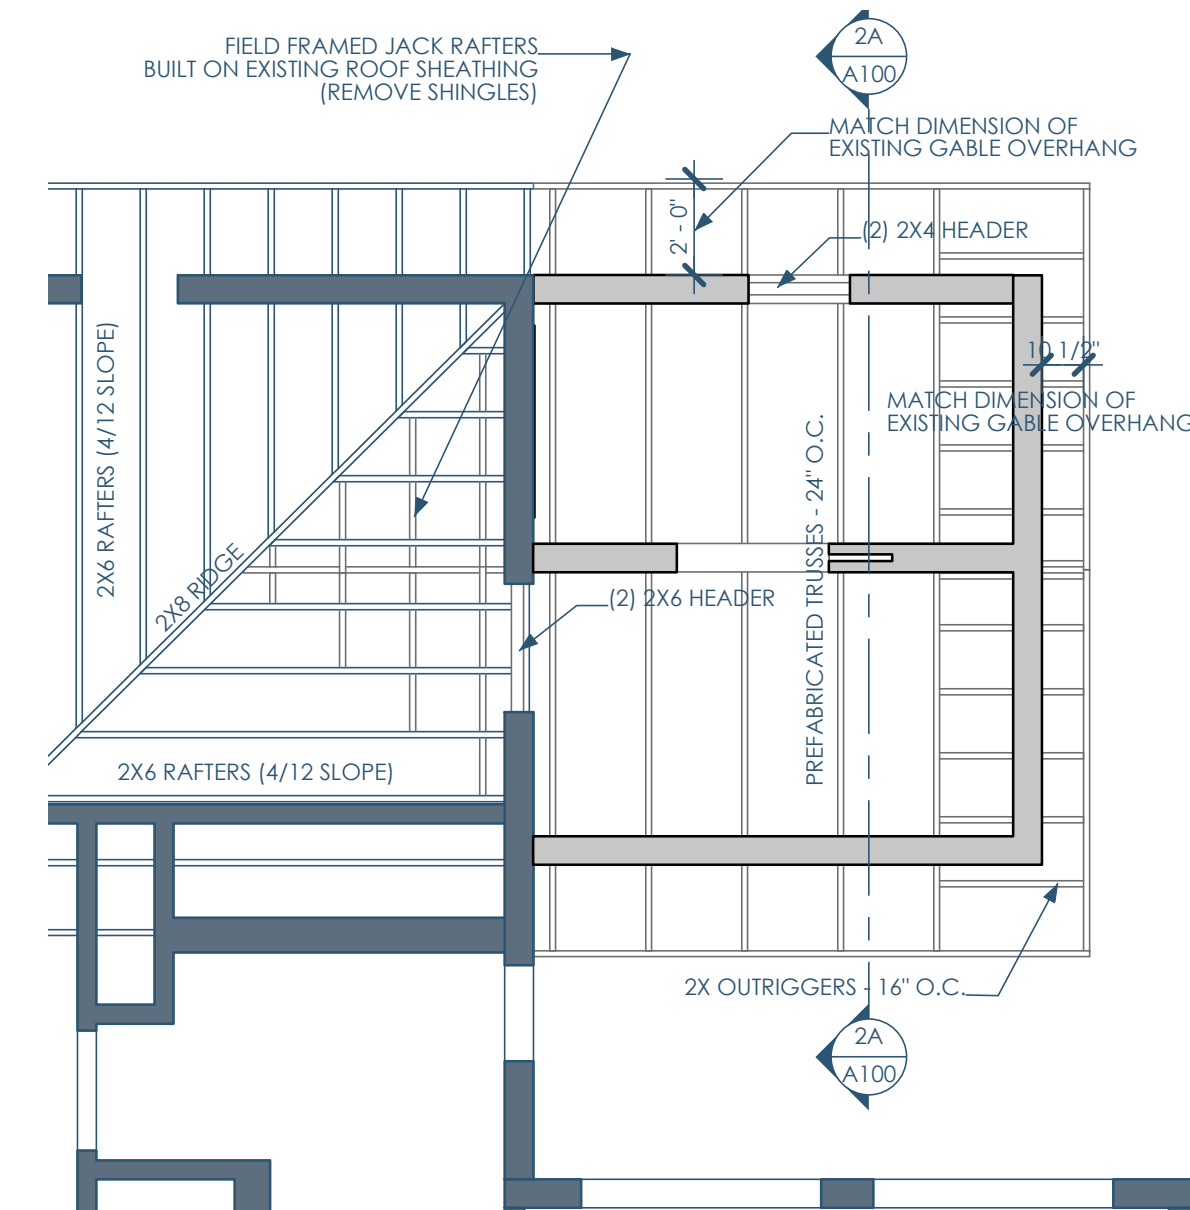 FIELD FRAMED JACK RAFTERS
BUILT ON EXISTING ROOF SHEATHING
(REMOVE SHINGLES)
2A
A100
MATCH DIMENSION OF
EXISTING GABLE OVERHANG
2' - 0"
(2) 2X4 HEADER
10 1/2"
MATCH DIMENSION OF
EXISTING GABLE OVERHANG
2X6 RAFTERS (4/12 SLOPE)
2X8 RIDGE
PREFABRICATED TRUSSES - 24" O.C.
(2) 2X6 HEADER
2X6 RAFTERS (4/12 SLOPE)
2X OUTRIGGERS - 16" O.C.
2A
A100